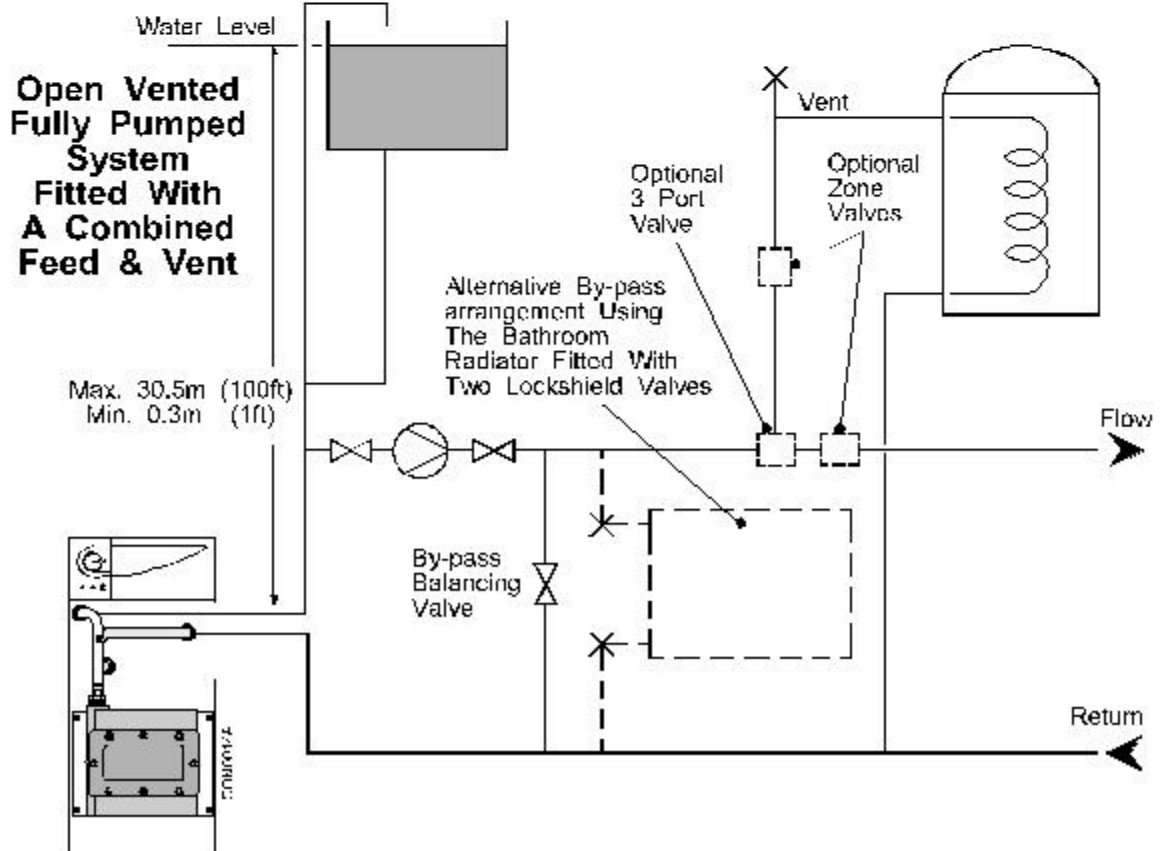 Water Level
Open Vented
Fully Pumped
System
Fitted With
A Combined
Feed & Vent
Vent
Optional
3 Port
Valve
Optional
Zone
Valves
Alternative By-pass
arrangement Using
The Bathroom
Radiator Fitted With
Two Lockshield Valves
Max. 30.5m (100ft)
Min. 0.3m (1ft)
Flow
By-pass
Balancing
Valve
Return